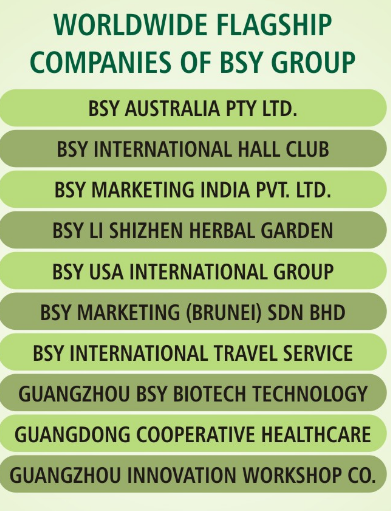 WORLDWIDE FLAGSHIP
COMPANIES OF BSY GROUP
BSY AUSTRALIA PTY LTD.
BSY INTERNATIONAL HALL CLUB
BSY MARKETING INDIA PVT. LTD.
BSY LI SHIZHEN HERBAL GARDEN
BSY USA INTERNATIONAL GROUP
BSY MARKETING (BRUNEI) SDN BHD
BSY INTERNATIONAL TRAVEL SERVICE
GUANGZHOU BSY BIOTECH TECHNOLOGY
GUANGDONG COOPERATIVE HEALTHCARE
GUANGZHOU INNOVATION WORKSHOP CO.